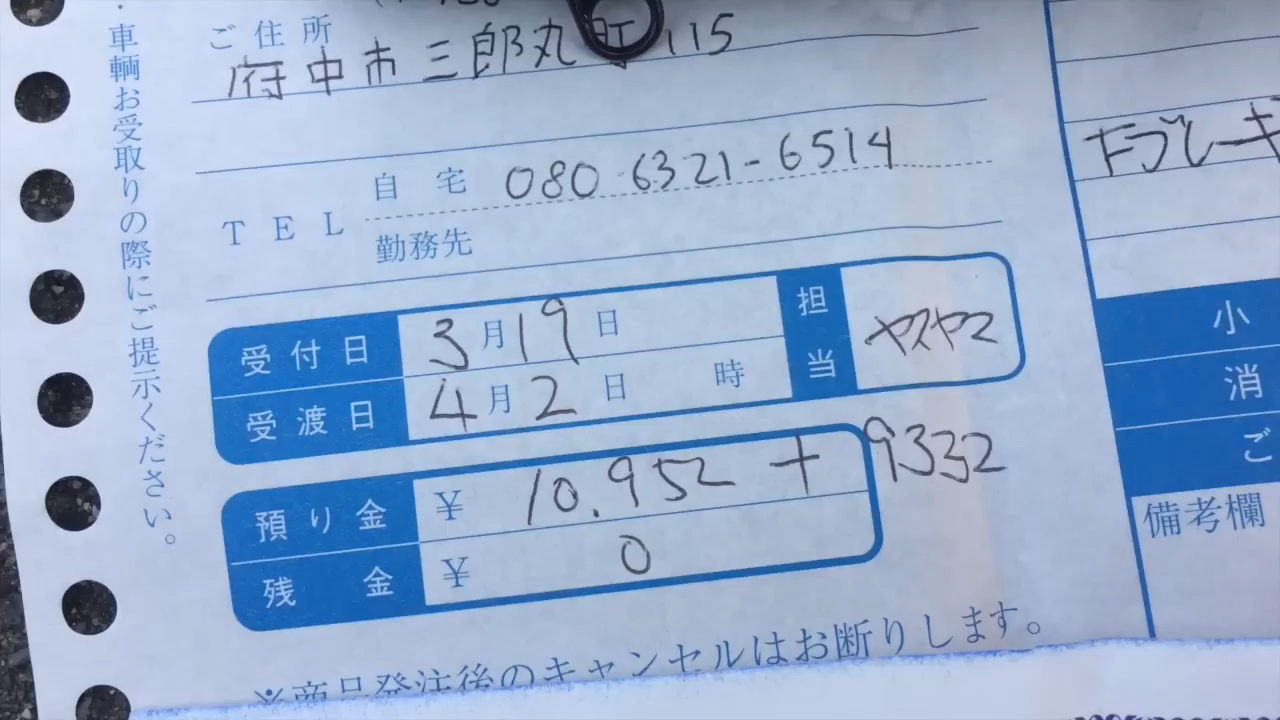 ・車輌お受取りの際にご提示ください。
ご住所
府中市三郎丸町115
TEL
自宅 080-6321-6514
勤務先
受付日 3月19日
受渡日 4月2日 時
担当 ヤスヤマ
預り金 ¥ 10.952 + 9332
残金 ¥ 0
※商品発注後のキャンセルはお断りします。
下ブレーキ
小
消
ご
備考欄